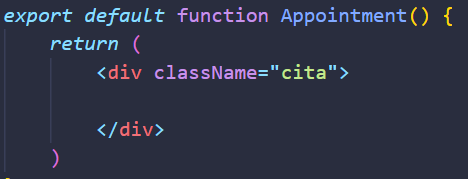 export default function Appointment() {
    return (
        <div className="cita">

        </div>
    )